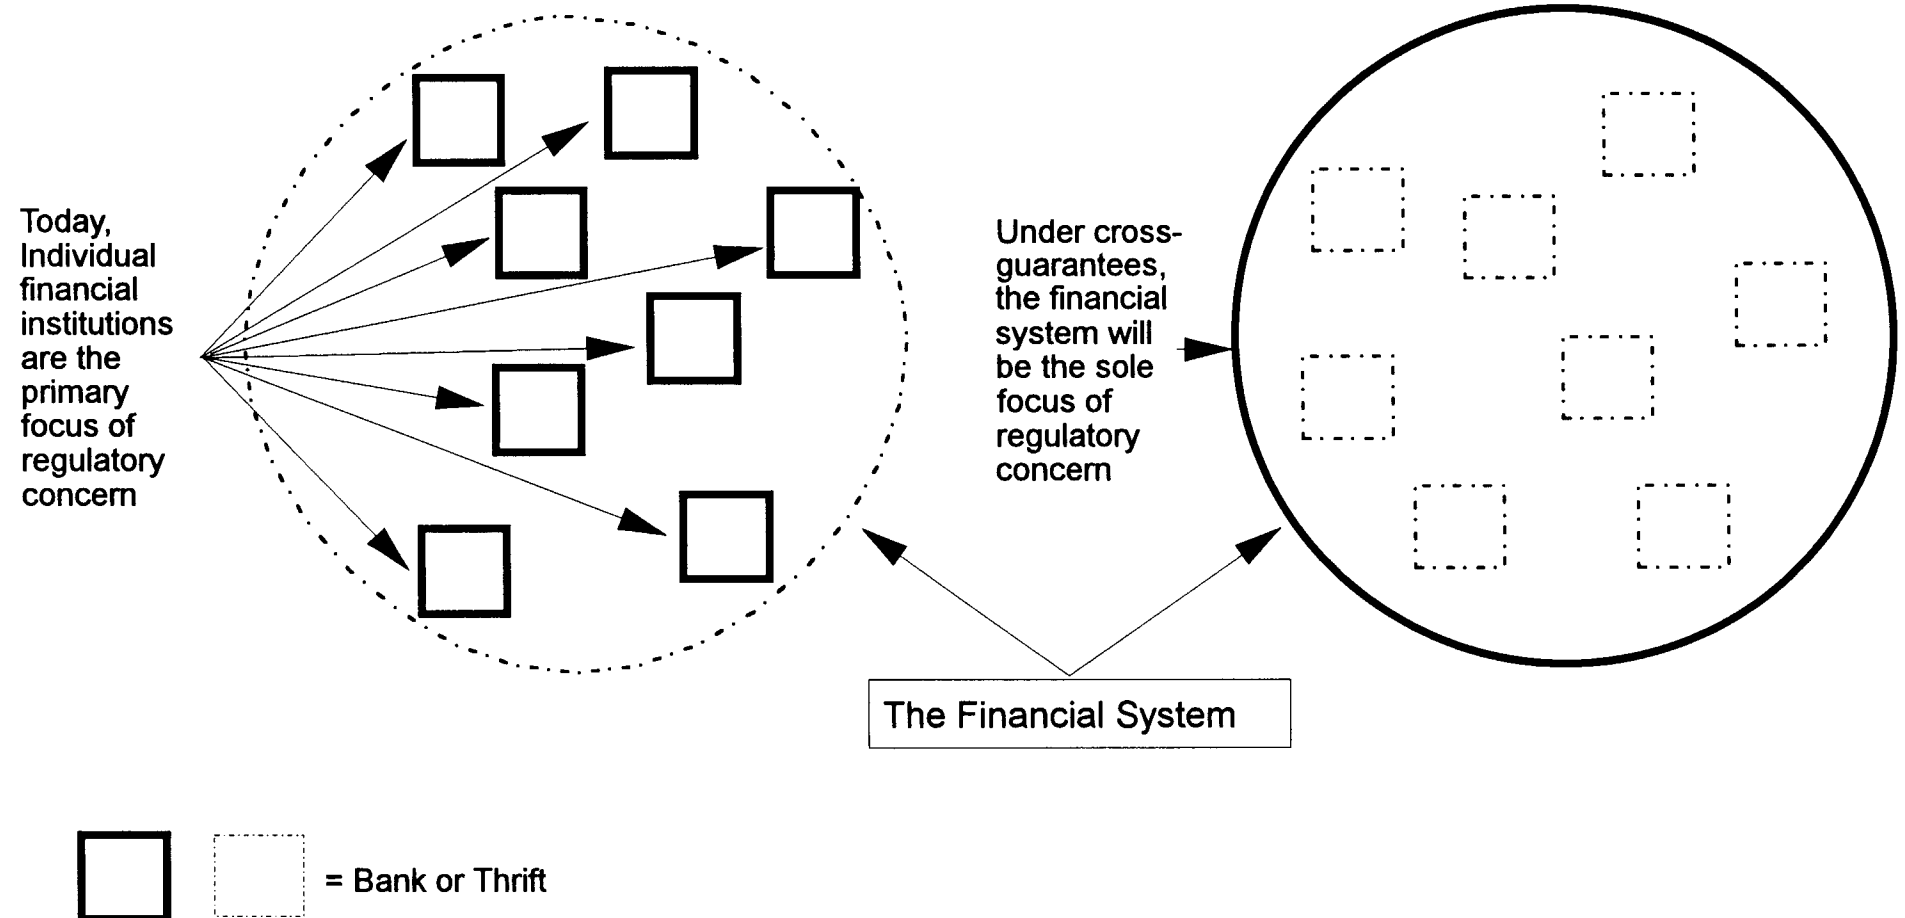 Today,
Individual
financial
institutions
are the
primary
focus of
regulatory
concern
Under cross-
guarantees,
the financial
system will
be the sole
focus of
regulatory
concern
The Financial System
= Bank or Thrift